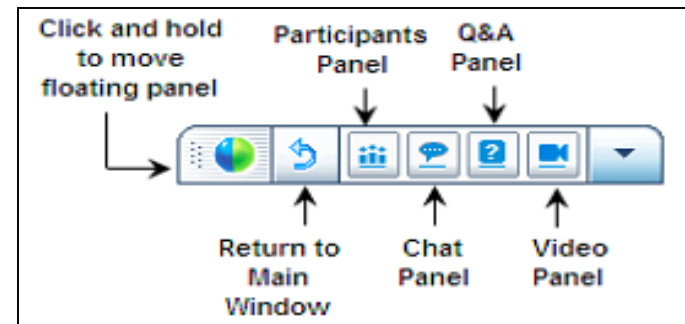 Click and hold
to move
floating panel
Participants
Panel
Q&A
Panel
?
Return to
Main
Window
Chat
Panel
Video
Panel